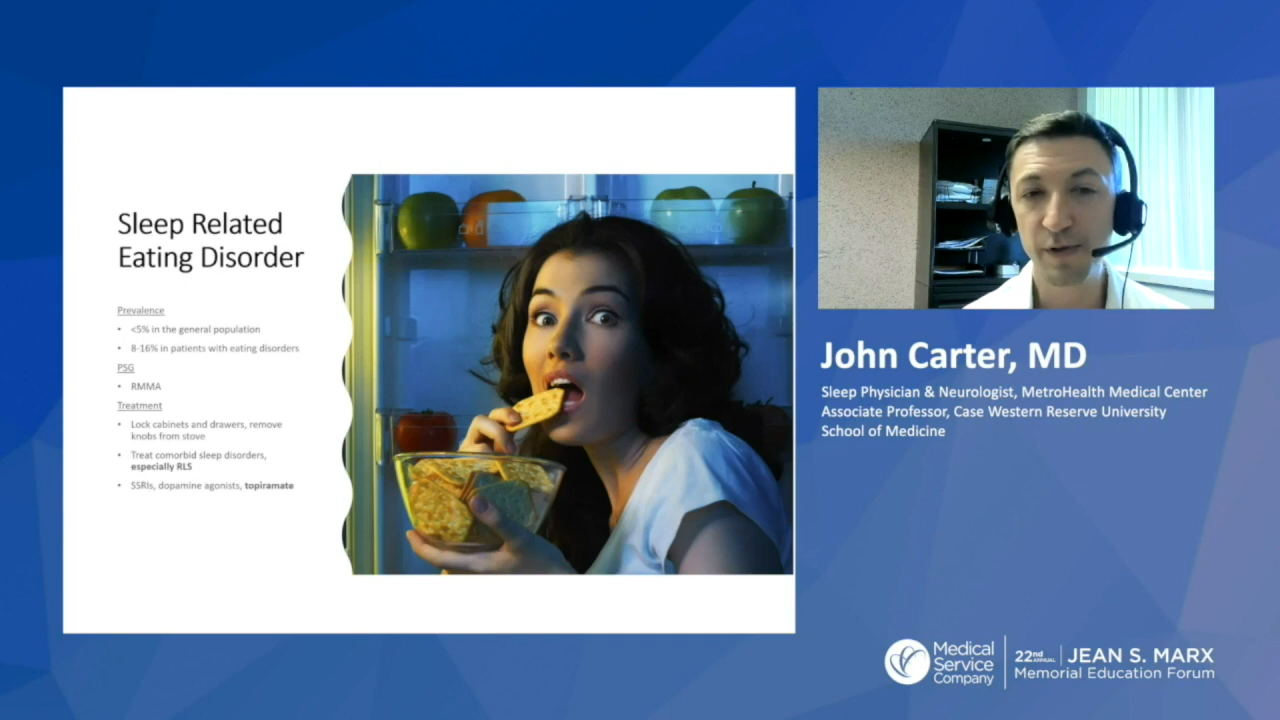 Sleep Related
Eating Disorder
Prevalence
• <5% in the general population
• 8-16% in patients with eating disorders
PSG
• RMMA
Treatment
• Lock cabinets and drawers, remove
knobs from stove
• Treat comorbid sleep disorders,
especially RLS
• SSRIs, dopamine agonists, topiramate
John Carter, MD
Sleep Physician & Neurologist, MetroHealth Medical Center
Associate Professor, Case Western Reserve University
School of Medicine
Medical
Service
Company
22nd ANNUAL | JEAN S. MARX
Memorial Education Forum